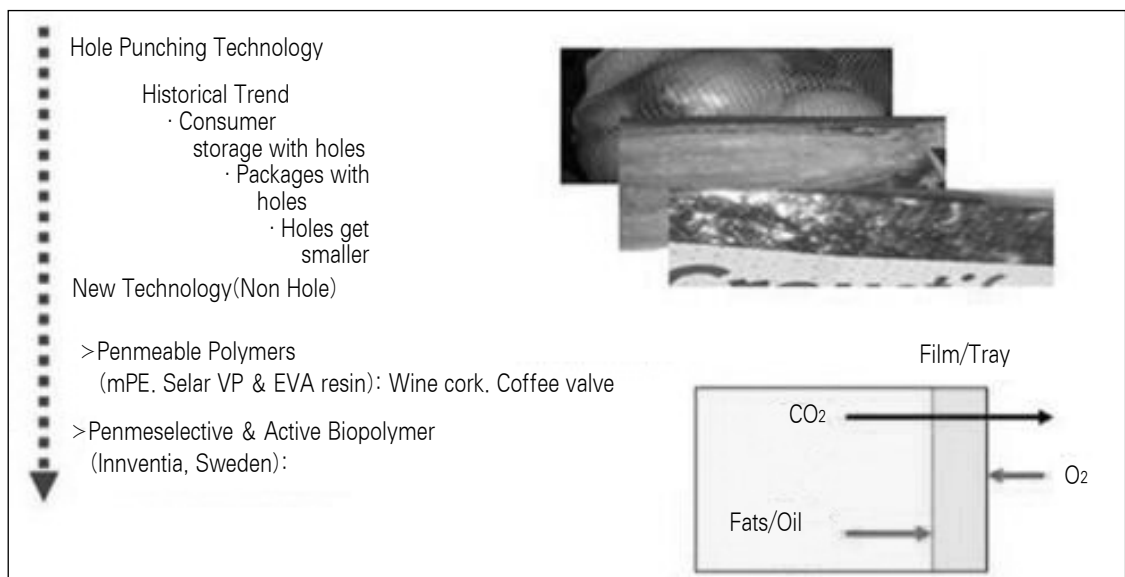 Hole Punching Technology
Historical Trend
· Consumer
storage with holes
· Packages with
holes
· Holes get
smaller
New Technology(Non Hole)
>Penmeable Polymers
(mPE. Selar VP & EVA resin): Wine cork. Coffee valve
>Penmeselective & Active Biopolymer
(Innventia, Sweden):
Film/Tray
CO2
O2
Fats/Oil